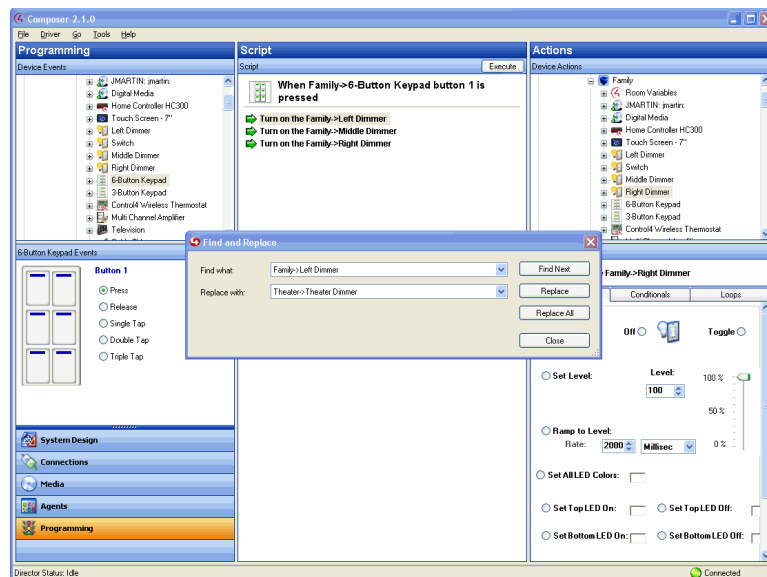 Composer 2.1.0
File Driver Go Tools Help
Programming
Device Events
JMARTIN: jmartin:
Digital Media
Home Controller HC300
Touch Screen - 7"
Left Dimmer
Switch
Middle Dimmer
Right Dimmer
6-Button Keypad
3-Button Keypad
Control4 Wireless Thermostat
Multi Channel Amplifier
Television
6-Button Keypad Events
Button 1
Press
Release
Single Tap
Double Tap
Triple Tap
System Design
Connections
Media
Agents
Programming
Script
Script Execute
When Family->6-Button Keypad button 1 is
pressed
Turn on the Family->Left Dimmer
Turn on the Family->Middle Dimmer
Turn on the Family->Right Dimmer
Find and Replace
Find what: Family->Left Dimmer Find Next
Replace with: Theater->Theater Dimmer Replace
Replace All
Close
Actions
Device Actions
Family
Room Variables
JMARTIN: jmartin:
Digital Media
Home Controller HC300
Touch Screen - 7"
Left Dimmer
Switch
Middle Dimmer
Right Dimmer
6-Button Keypad
3-Button Keypad
Control4 Wireless Thermostat
Family->Right Dimmer
Conditionals Loops
Off Toggle
Set Level: Level: 100 %
100
50 %
Ramp to Level:
Rate: 2000 Millisec 0 %
Set All LED Colors:
Set Top LED On: Set Top LED Off:
Set Bottom LED On: Set Bottom LED Off:
Director Status: Idle Connected